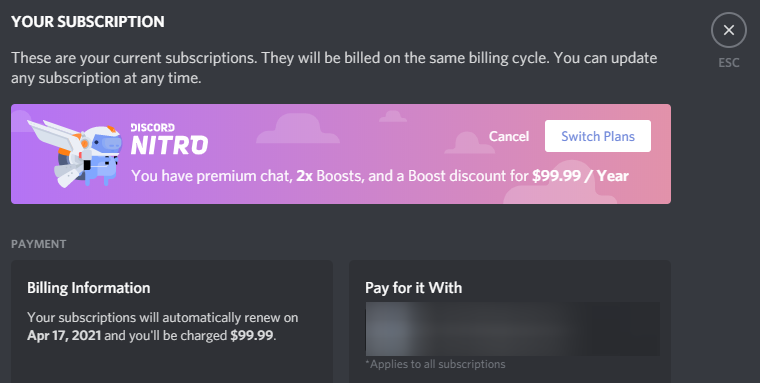 YOUR SUBSCRIPTION
ESC
These are your current subscriptions. They will be billed on the same billing cycle. You can update
any subscription at any time.
DISCORD
NITRO
Cancel
Switch Plans
You have premium chat, 2x Boosts, and a Boost discount for $99.99 / Year
PAYMENT
Billing Information
Your subscriptions will automatically renew on
Apr 17, 2021 and you'll be charged $99.99.
Pay for it With
*Applies to all subscriptions